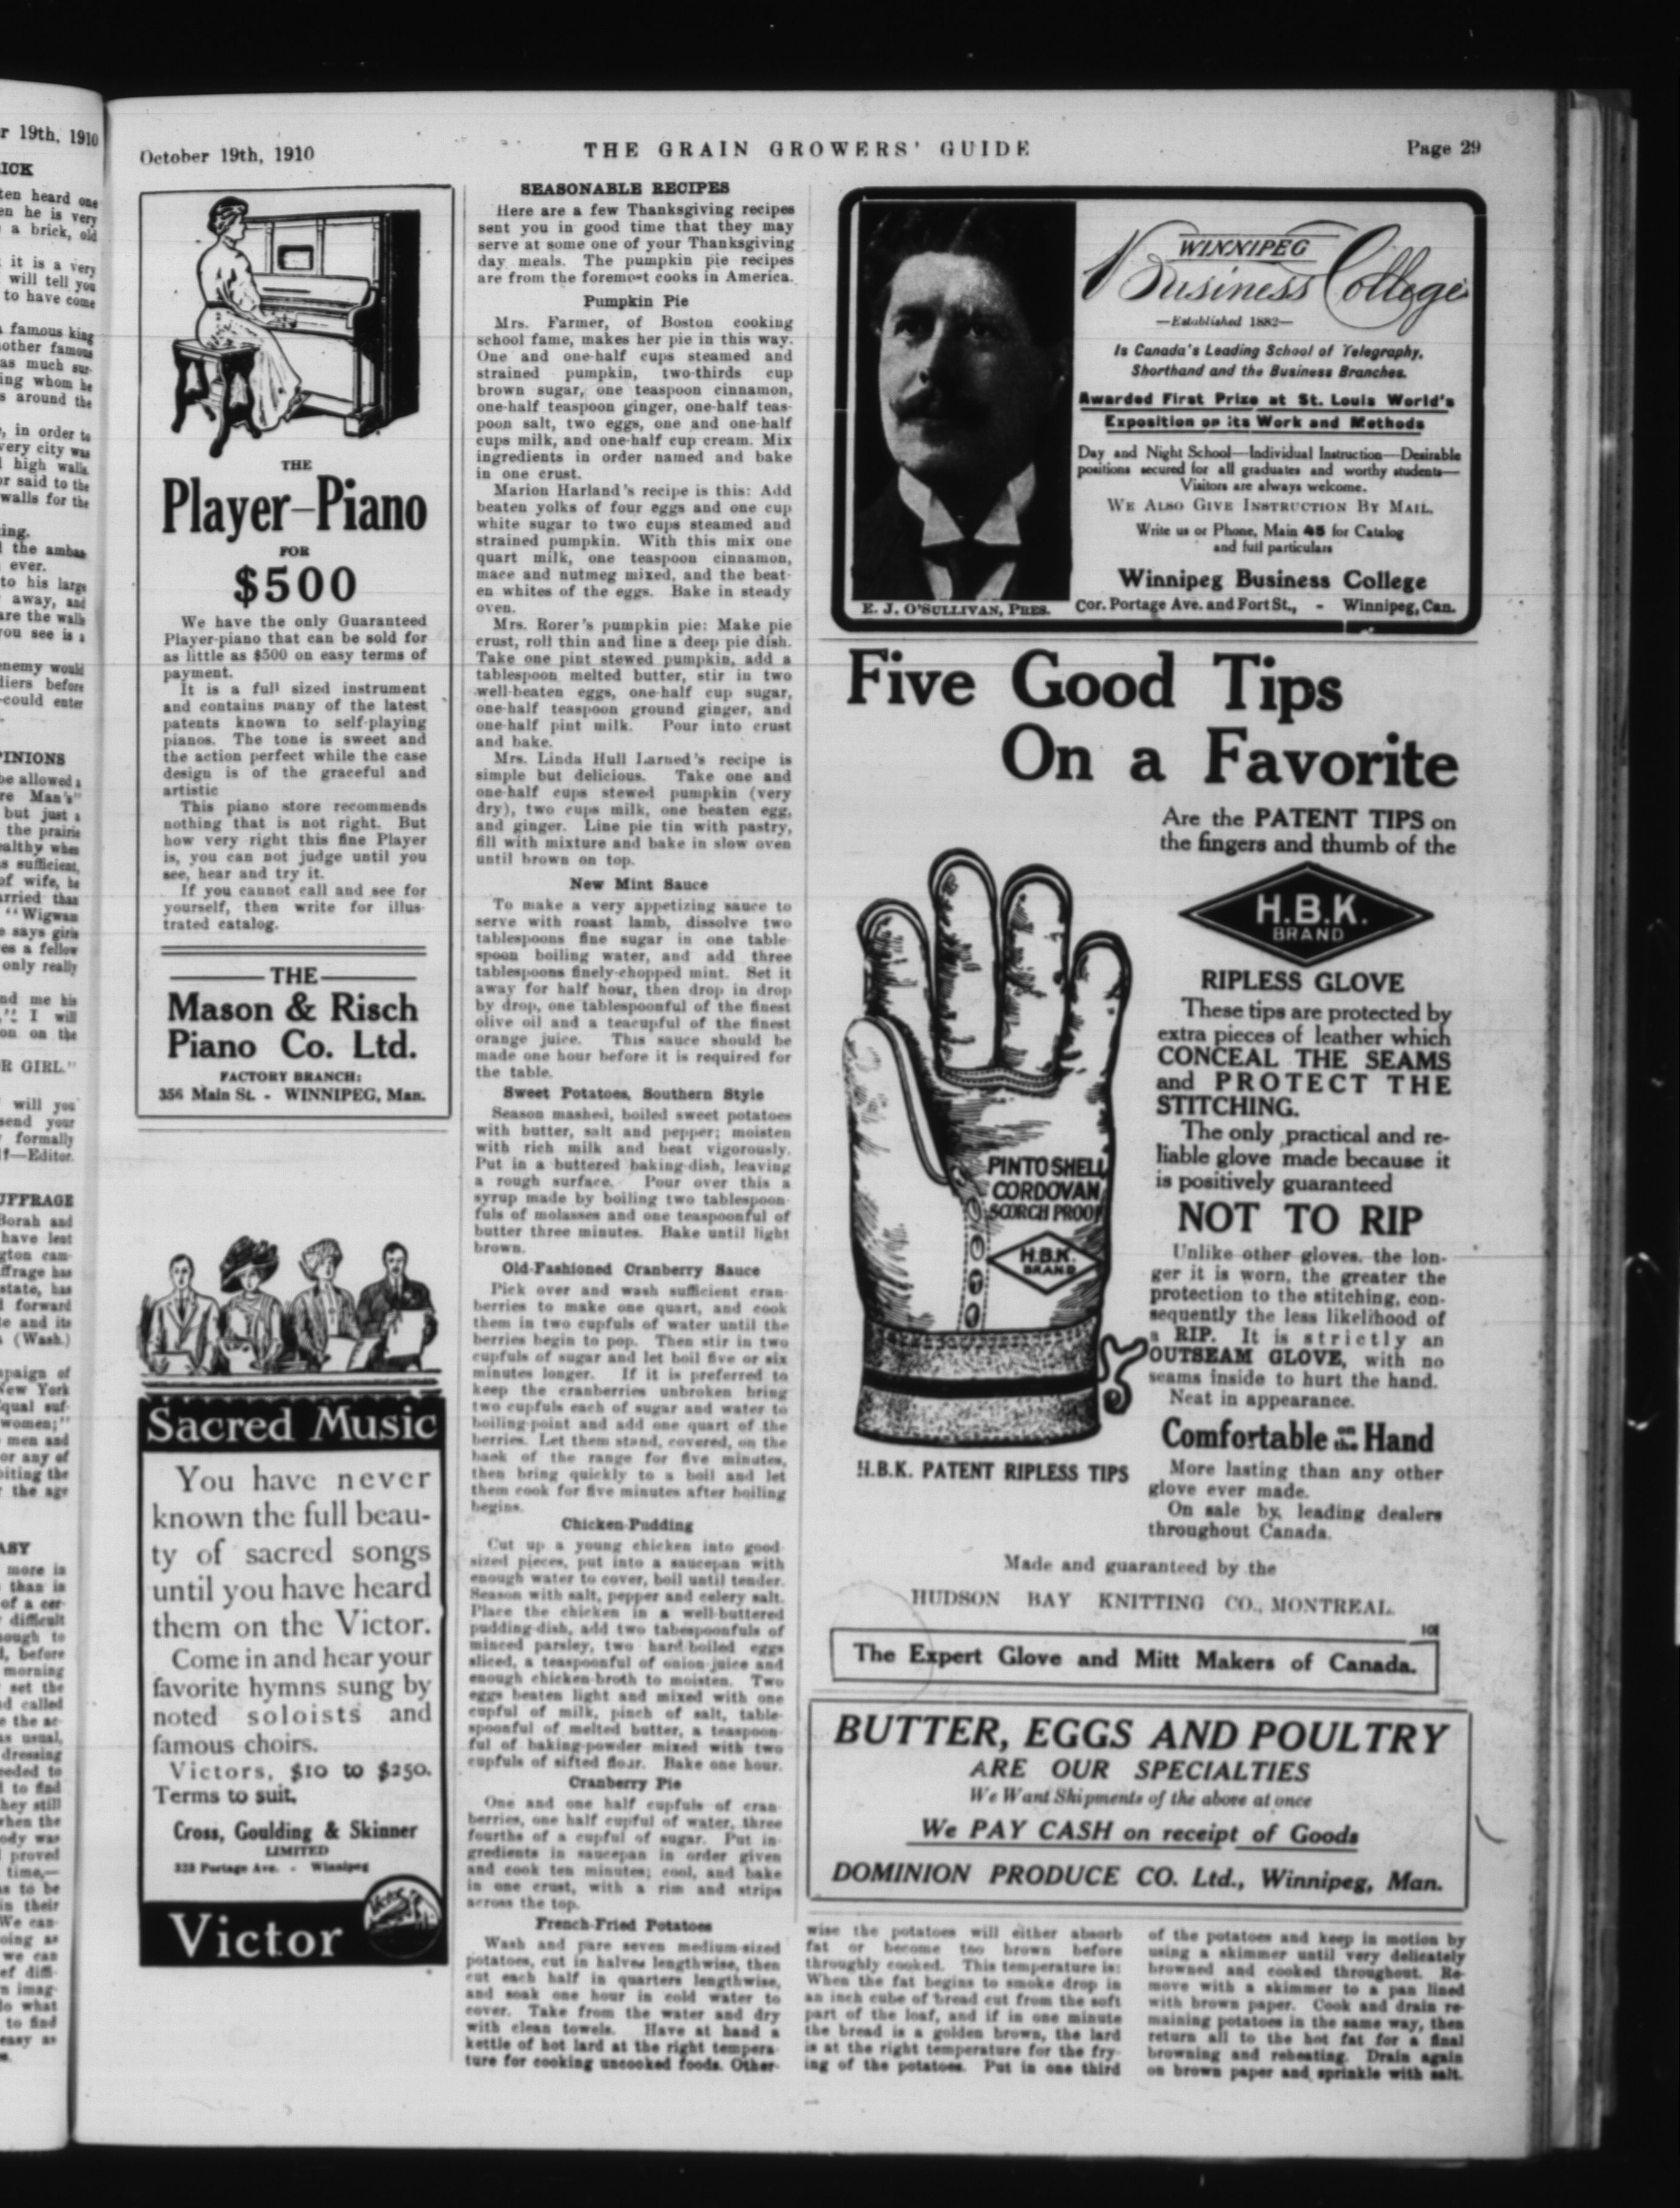 October 19th, 1910
THE GRAIN GROWERS' GUIDE
Page 29
THE
Player-Piano
FOR
$500
We have the only Guaranteed
Player-piano that can be sold for
as little as $500 on easy terms of
payment.
It is a full sized instrument
and contains many of the latest
patents known to self-playing
pianos. The tone is sweet and
the action perfect while the case
design is of the graceful and
artistic
This piano store recommends
nothing that is not right. But
how very right this fine Player
is, you can not judge until you
see, hear and try it.
If you cannot call and see for
yourself, then write for illus-
trated catalog.
THE
Mason & Risch
Piano Co. Ltd.
FACTORY BRANCH:
356 Main St. - WINNIPEG, Man.
Sacred Music
You have never
known the full beau-
ty of sacred songs
until you have heard
them on the Victor.
Come in and hear your
favorite hymns sung by
noted soloists and
famous choirs.
Victors, $10 to $250.
Terms to suit.
Cross, Goulding & Skinner
LIMITED
323 Portage Ave. - Winnipeg
Victor
SEASONABLE RECIPES
Here are a few Thanksgiving recipes
sent you in good time that they may
serve at some one of your Thanksgiving
day meals. The pumpkin pie recipes
are from the foremost cooks in America.
Pumpkin Pie
Mrs. Farmer, of Boston cooking
school fame, makes her pie in this way.
One and one-half cups steamed and
strained pumpkin, two-thirds cup
brown sugar, one teaspoon cinnamon,
one-half teaspoon ginger, one-half teas-
poon salt, two eggs, one and one-half
cups milk, and one-half cup cream. Mix
ingredients in order named and bake
in one crust.
Marion Harland's recipe is this: Add
beaten yolks of four eggs and one cup
white sugar to two cups steamed and
strained pumpkin. With this mix one
quart milk, one teaspoon cinnamon,
mace and nutmeg mixed, and the beat-
en whites of the eggs. Bake in steady
oven.
Mrs. Rorer's pumpkin pie: Make pie
crust, roll thin and line a deep pie dish.
Take one pint stewed pumpkin, add a
tablespoon melted butter, stir in two
well-beaten eggs, one-half cup sugar,
one-half teaspoon ground ginger, and
one-half pint milk. Pour into crust
and bake.
Mrs. Linda Hull Larned's recipe is
simple but delicious. Take one and
one-half cups stewed pumpkin (very
dry), two cups milk, one beaten egg,
and ginger. Line pie tin with pastry,
fill with mixture and bake in slow oven
until brown on top.
New Mint Sauce
To make a very appetizing sauce to
serve with roast lamb, dissolve two
tablespoons fine sugar in one table-
spoon boiling water, and add three
tablespoons finely-chopped mint. Set it
away for half hour, then drop in drop
by drop, one tablespoonful of the finest
olive oil and a teacupful of the finest
orange juice. This sauce should be
made one hour before it is required for
the table.
Sweet Potatoes, Southern Style
Season mashed, boiled sweet potatoes
with butter, salt and pepper; moisten
with rich milk and beat vigorously.
Put in a buttered baking-dish, leaving
a rough surface. Pour over this a
syrup made by boiling two tablespoon-
fuls of molasses and one teaspoonful of
butter three minutes. Bake until light
brown.
Old-Fashioned Cranberry Sauce
Pick over and wash sufficient cran-
berries to make one quart, and cook
them in two cupfuls of water until the
berries begin to pop. Then stir in two
cupfuls of sugar and let boil five or six
minutes longer. If it is preferred to
keep the cranberries unbroken bring
two cupfuls each of sugar and water to
boiling-point and add one quart of the
berries. Let them stand, covered, on the
back of the range for five minutes,
then bring quickly to a boil and let
them cook for five minutes after boiling
begins.
Chicken-Pudding
Cut up a young chicken into good-
sized pieces, put into a saucepan with
enough water to cover, boil until tender.
Season with salt, pepper and celery salt.
Place the chicken in a well-buttered
pudding-dish, add two tabespoonfuls of
minced parsley, two hard boiled eggs
sliced, a teaspoonful of onion-juice and
enough chicken-broth to moisten. Two
eggs beaten light and mixed with one
cupful of milk, pinch of salt, table-
spoonful of melted butter, a teaspoon-
ful of baking-powder mixed with two
cupfuls of sifted flour. Bake one hour.
Cranberry Pie
One and one half cupfuls of cran-
berries, one half cupful of water, three
fourths of a cupful of sugar. Put in-
gredients in saucepan in order given
and cook ten minutes; cool, and bake
in one crust, with a rim and strips
across the top.
French-Fried Potatoes
Wash and pare seven medium-sized
potatoes, cut in halves lengthwise, then
cut each half in quarters lengthwise,
and soak one hour in cold water to
cover. Take from the water and dry
with clean towels. Have at hand a
kettle of hot lard at the right tempera-
ture for cooking uncooked foods. Other-
wise the potatoes will either absorb
fat or become too brown before
throughly cooked. This temperature is:
When the fat begins to smoke drop in
an inch cube of bread cut from the soft
part of the loaf, and if in one minute
the bread is a golden brown, the lard
is at the right temperature for the fry-
ing of the potatoes. Put in one third
of the potatoes and keep in motion by
using a skimmer until very delicately
browned and cooked throughout. Re-
move with a skimmer to a pan lined
with brown paper. Cook and drain re-
maining potatoes in the same way, then
return all to the hot fat for a final
browning and reheating. Drain again
on brown paper and sprinkle with salt.
WINNIPEG
Business College
—Established 1882—
Is Canada's Leading School of Telegraphy,
Shorthand and the Business Branches.
Awarded First Prize at St. Louis World's
Exposition on its Work and Methods
Day and Night School—Individual Instruction—Desirable
positions secured for all graduates and worthy students—
Visitors are always welcome.
WE ALSO GIVE INSTRUCTION BY MAIL.
Write us or Phone, Main 45 for Catalog
and full particulars
Winnipeg Business College
Cor. Portage Ave. and Fort St., - Winnipeg, Can.
E. J. O'SULLIVAN, PRES.
Five Good Tips
On a Favorite
Are the PATENT TIPS on
the fingers and thumb of the
H.B.K.
BRAND
RIPLESS GLOVE
These tips are protected by
extra pieces of leather which
CONCEAL THE SEAMS
and PROTECT THE
STITCHING.
The only practical and re-
liable glove made because it
is positively guaranteed
NOT TO RIP
Unlike other gloves, the lon-
ger it is worn, the greater the
protection to the stitching, con-
sequently the less likelihood of
a RIP. It is strictly an
OUTSEAM GLOVE, with no
seams inside to hurt the hand.
Neat in appearance.
Comfortable on the Hand
More lasting than any other
glove ever made.
On sale by leading dealers
throughout Canada.
PINTO SHELL
CORDOVAN
SCORCH PROOF
H.B.K.
BRAND
H.B.K. PATENT RIPLESS TIPS
Made and guaranteed by the
HUDSON BAY KNITTING CO., MONTREAL.
101
The Expert Glove and Mitt Makers of Canada.
BUTTER, EGGS AND POULTRY
ARE OUR SPECIALTIES
We Want Shipments of the above at once
We PAY CASH on receipt of Goods
DOMINION PRODUCE CO. Ltd., Winnipeg, Man.